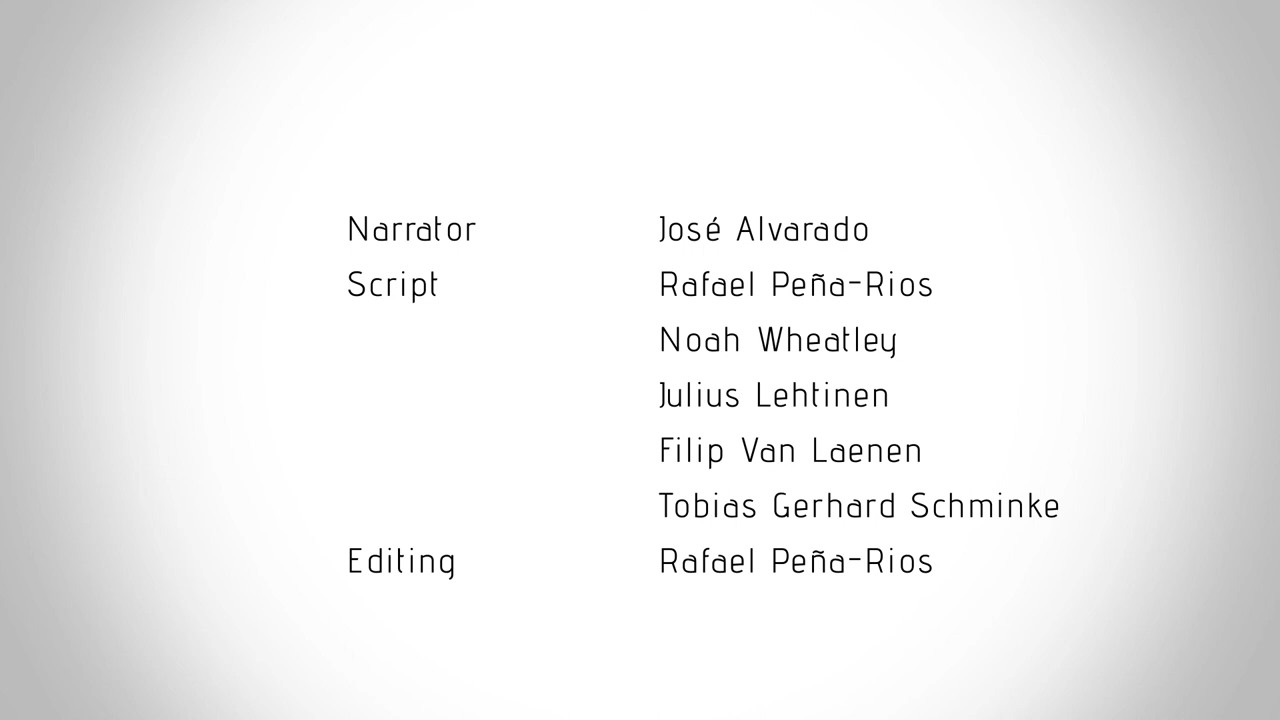 Narrator José Alvarado
Script Rafael Peña-Rios
Noah Wheatley
Julius Lehtinen
Filip Van Laenen
Tobias Gerhard Schminke
Editing Rafael Peña-Rios